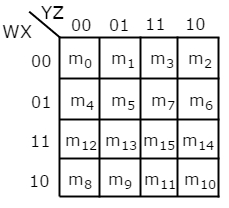 YZ
WX 00 01 11 10
00 m₀ m₁ m₃ m₂
01 m₄ m₅ m₇ m₆
11 m₁₂ m₁₃ m₁₅ m₁₄
10 m₈ m₉ m₁₁ m₁₀